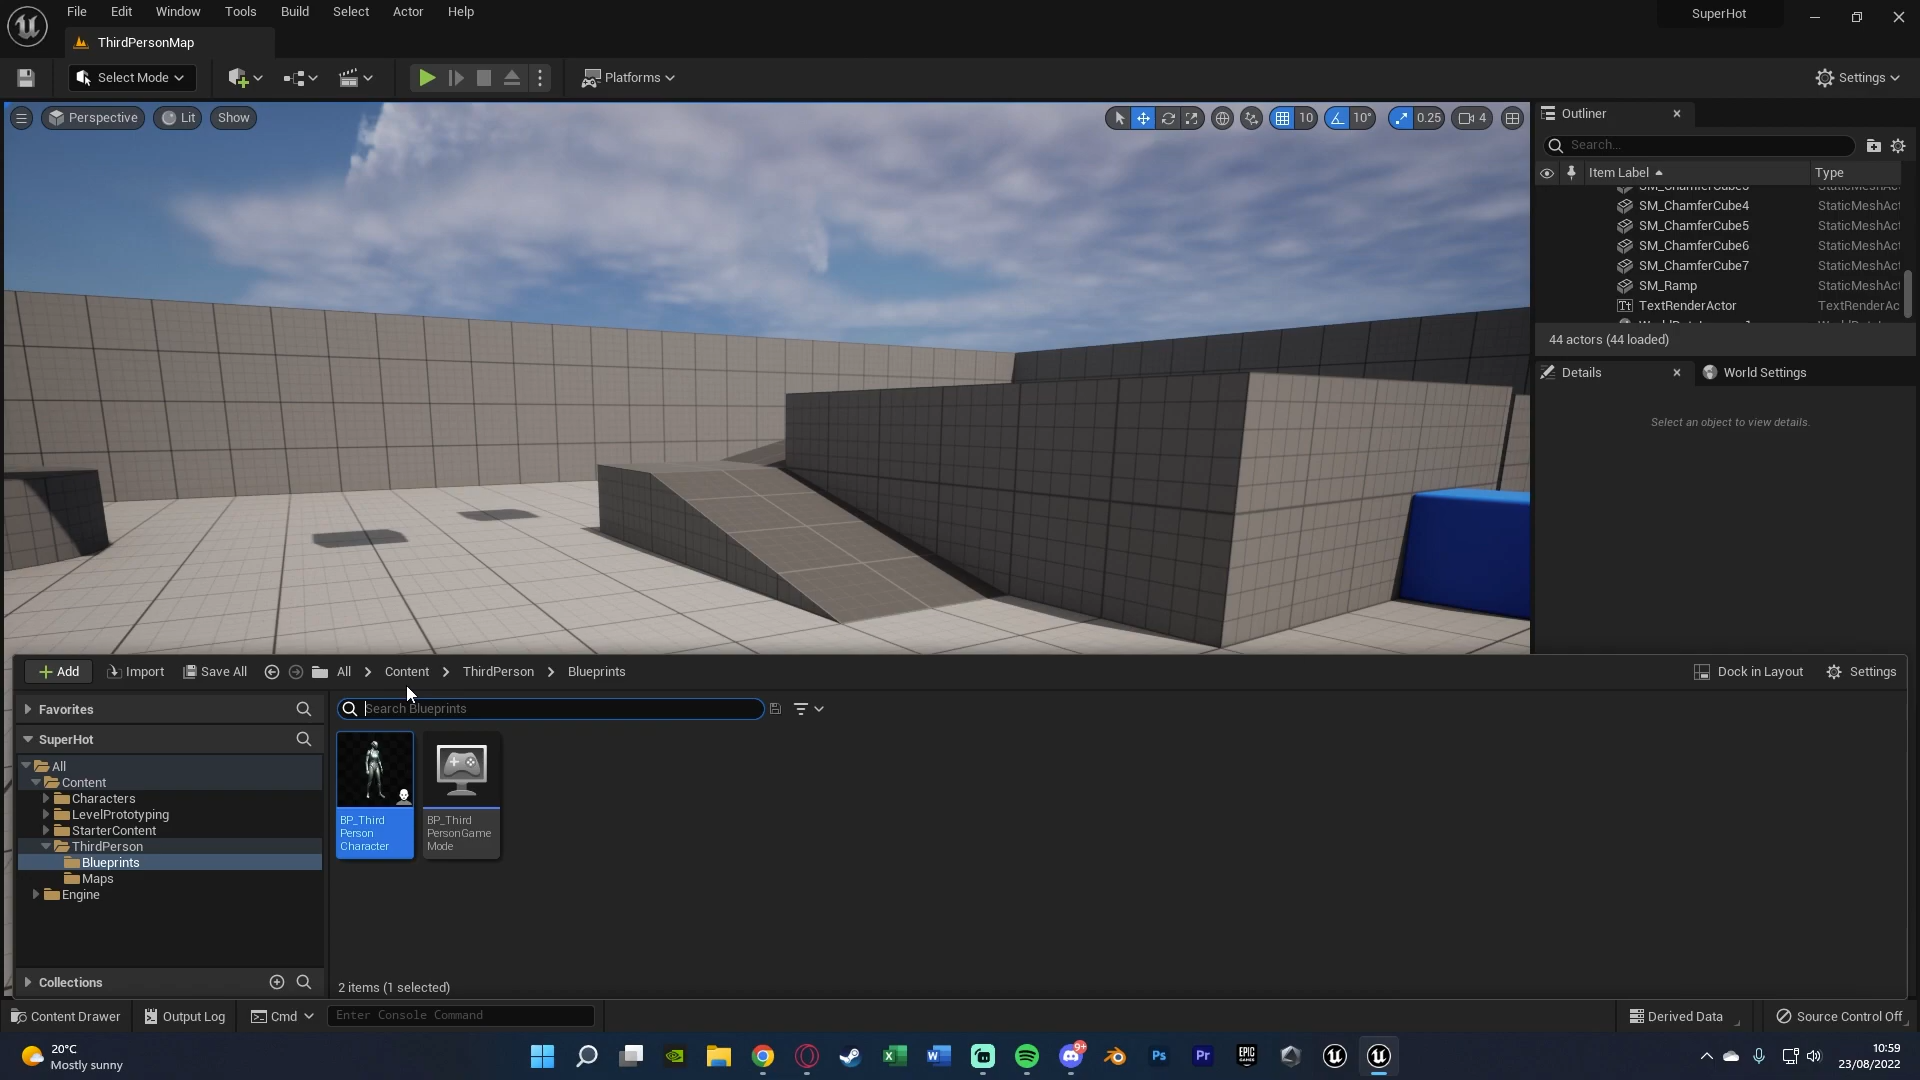 File Edit Window Tools Build Select Actor Help
SuperHot
ThirdPersonMap
Select Mode
Platforms
Settings
Perspective Lit Show
10 10° 0.25 4
Outliner
Search...
Item Label Type
SM_ChamferCube4 StaticMeshAct
SM_ChamferCube5 StaticMeshAct
SM_ChamferCube6 StaticMeshAct
SM_ChamferCube7 StaticMeshAct
SM_Ramp StaticMeshAct
TextRenderActor TextRenderAc
44 actors (44 loaded)
Details World Settings
Select an object to view details.
Add Import Save All All Content ThirdPerson Blueprints
Dock in Layout Settings
Favorites
Search Blueprints
SuperHot
All
Content
Characters
LevelPrototyping
StarterContent
ThirdPerson
Blueprints
Maps
Engine
BP_Third
Person
Character
BP_Third
PersonGame
Mode
Collections
2 items (1 selected)
Content Drawer Output Log Cmd Enter Console Command
Derived Data Source Control Off
20°C
Mostly sunny
X W 9+ Ps Pr EPIC GAMES
10:59
23/08/2022